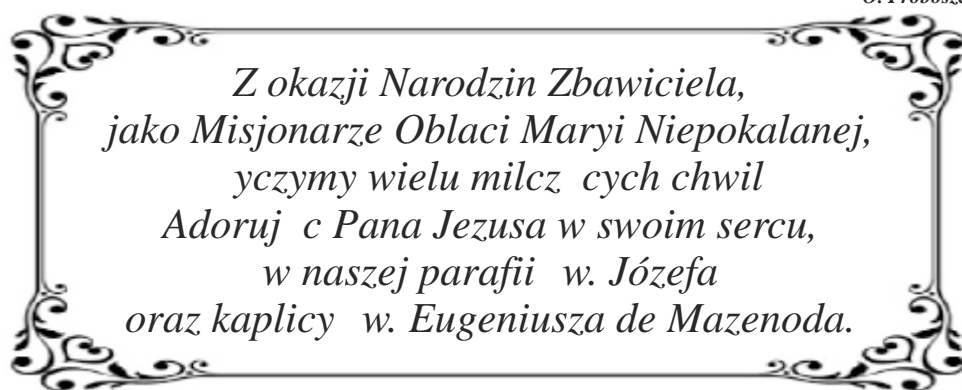 Z okazji Narodzin Zbawiciela,
jako Misjonarze Oblaci Maryi Niepokalanej,
yczymy wielu milcz cych chwil
Adoruj c Pana Jezusa w swoim sercu,
w naszej parafii w. Józefa
oraz kaplicy w. Eugeniusza de Mazenoda.